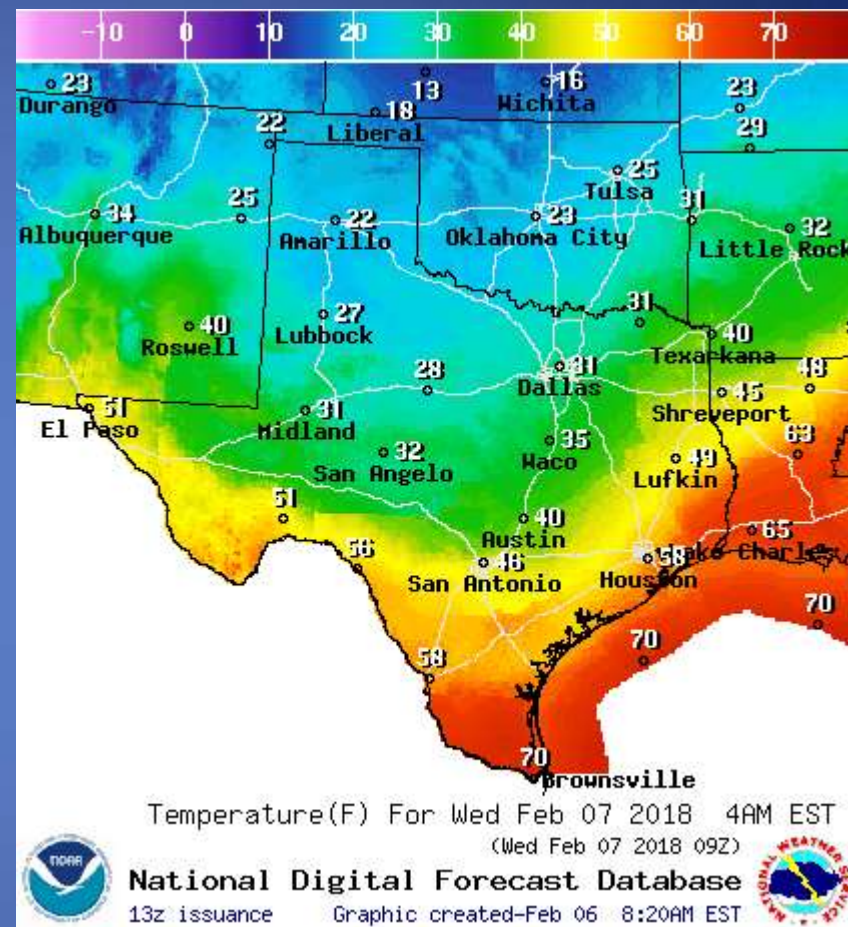 -10 0 10 20 30 40 50 60 70
23
Durango
13
16
Wichita
18
Liberal
23
22
29
25
Tulsa
34
Albuquerque
25
22
Amarillo
23
Oklahoma City
31
32
Little Rock
40
Roswell
27
Lubbock
31
40
Texarkana
31
Dallas
28
51
El Paso
31
Midland
45
Shreveport
48
32
San Angelo
35
Waco
49
Lufkin
63
51
40
Austin
65
Lake Charles
56
46
San Antonio
58
Houston
70
70
58
70
Brownsville
Temperature(F) For Wed Feb 07 2018 4AM EST
(Wed Feb 07 2018 09Z)
NOAA
National Digital Forecast Database
13z issuance Graphic created-Feb 06 8:20AM EST